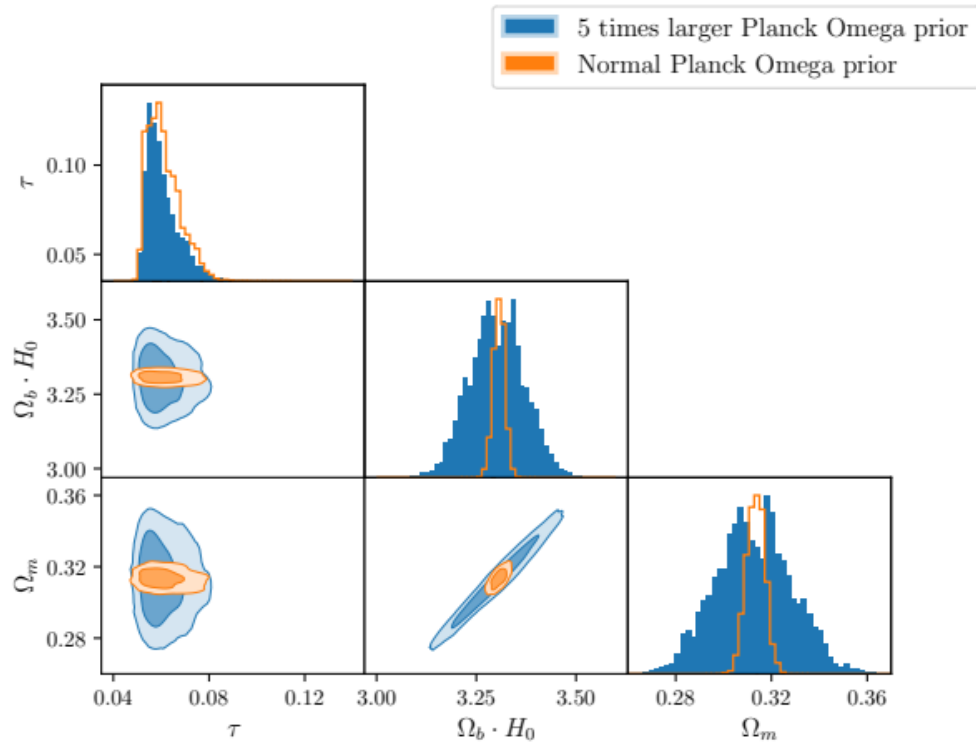 5 times larger Planck Omega prior
Normal Planck Omega prior
τ
0.10
0.05
Ω_b · H_0
3.50
3.25
3.00
Ω_m
0.36
0.32
0.28
0.04 0.08 0.12 3.00 3.25 3.50 0.28 0.32 0.36
τ Ω_b · H_0 Ω_m